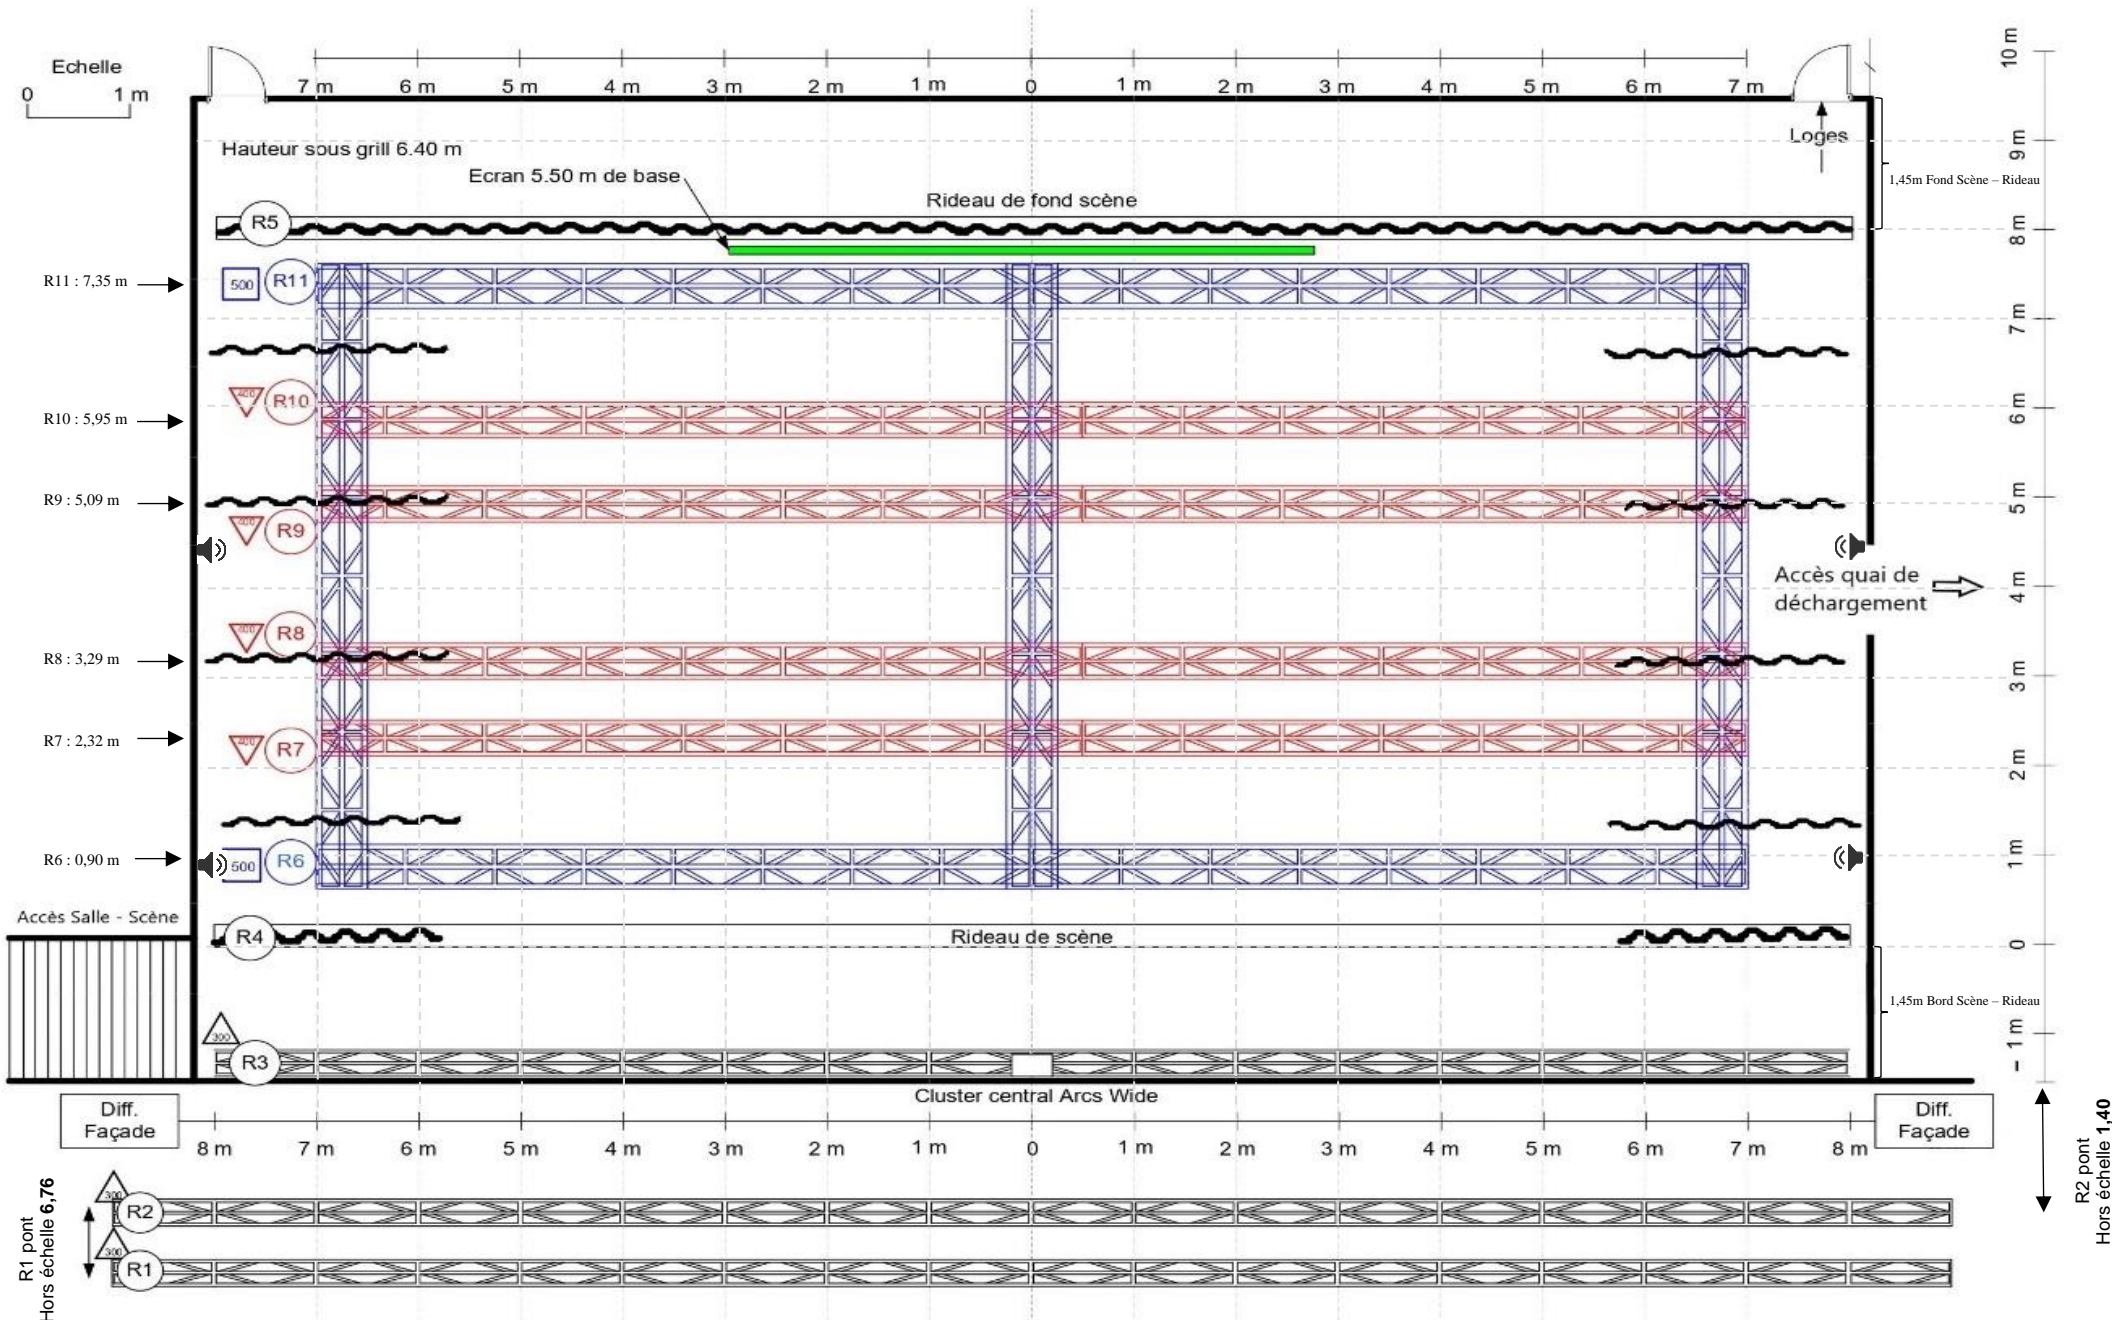 10 m
Echelle
0 1 m
7 m 6 m 5 m 4 m 3 m 2 m 1 m 0 1 m 2 m 3 m 4 m 5 m 6 m 7 m
Loges
9 m
Hauteur sous grill 6.40 m
Ecran 5.50 m de base
1,45m Fond Scène – Rideau
Rideau de fond scène
R5
8 m
R11 : 7,35 m
500
R11
7 m
400
R10
R10 : 5,95 m
6 m
R9 : 5,09 m
5 m
400
R9
Accès quai de
déchargement
4 m
400
R8
R8 : 3,29 m
3 m
R7 : 2,32 m
400
R7
2 m
R6 : 0,90 m
500
R6
1 m
Accès Salle - Scène
R4
Rideau de scène
0
1,45m Bord Scène – Rideau
300
R3
– 1 m
Cluster central Arcs Wide
Diff.
Façade
Diff.
Façade
8 m 7 m 6 m 5 m 4 m 3 m 2 m 1 m 0 1 m 2 m 3 m 4 m 5 m 6 m 7 m 8 m
R2 pont
Hors échelle 1,40
R1 pont
Hors échelle 6,76
300
R2
300
R1